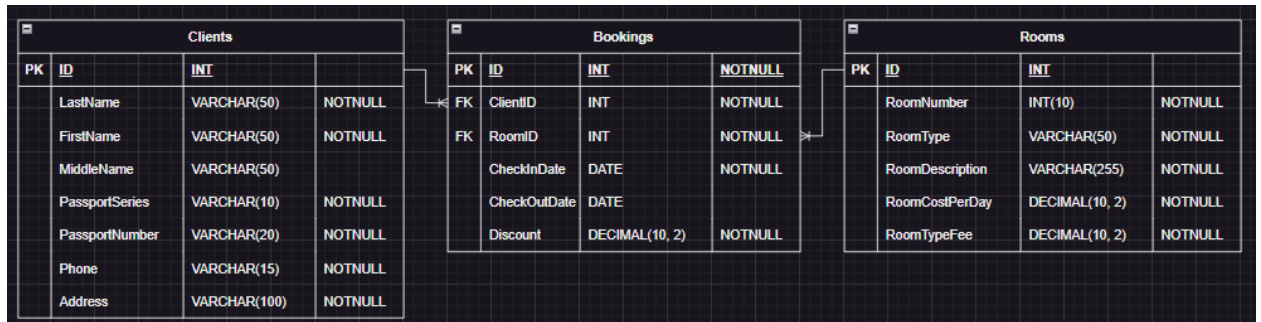 Clients
PK ID INT
LastName VARCHAR(50) NOTNULL
FirstName VARCHAR(50) NOTNULL
MiddleName VARCHAR(50)
PassportSeries VARCHAR(10) NOTNULL
PassportNumber VARCHAR(20) NOTNULL
Phone VARCHAR(15) NOTNULL
Address VARCHAR(100) NOTNULL
Bookings
PK ID INT NOTNULL
FK ClientID INT NOTNULL
FK RoomID INT NOTNULL
CheckInDate DATE NOTNULL
CheckOutDate DATE
Discount DECIMAL(10, 2) NOTNULL
Rooms
PK ID INT
RoomNumber INT(10) NOTNULL
RoomType VARCHAR(50) NOTNULL
RoomDescription VARCHAR(255) NOTNULL
RoomCostPerDay DECIMAL(10, 2) NOTNULL
RoomTypeFee DECIMAL(10, 2) NOTNULL